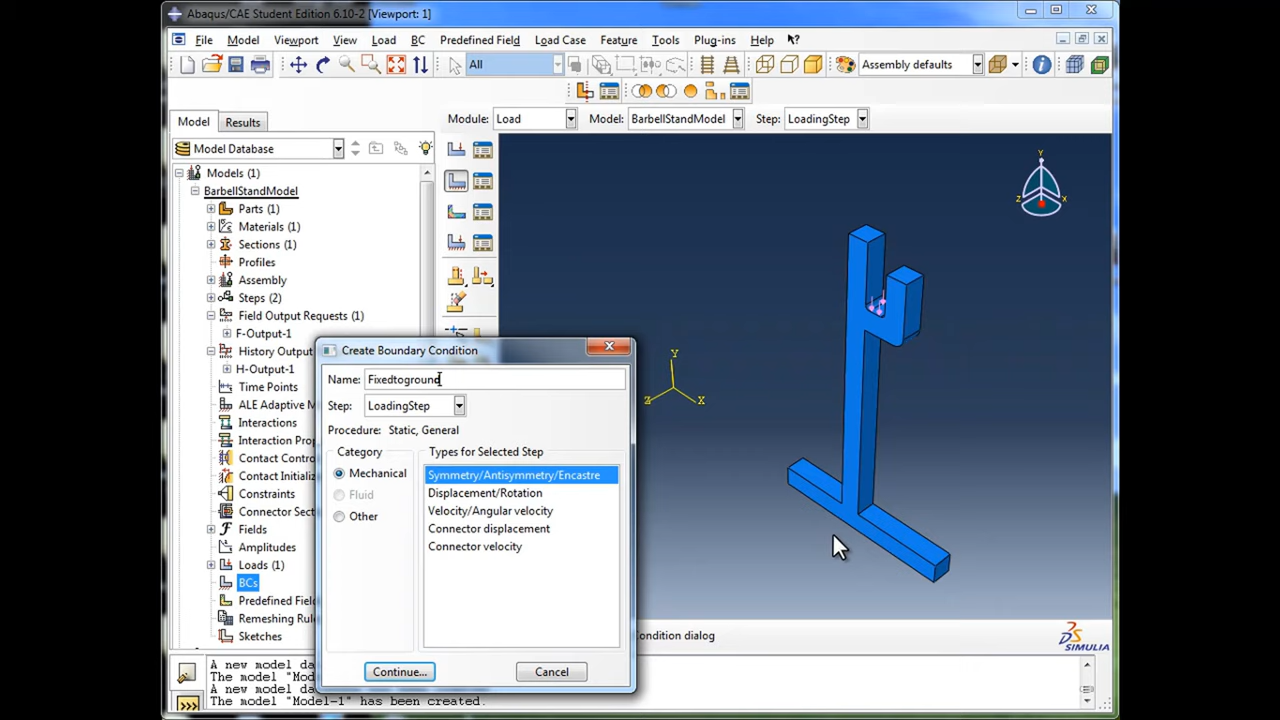 Abaqus/CAE Student Edition 6.10-2 [Viewport: 1]
File Model Viewport View Load BC Predefined Field Load Case Feature Tools Plug-ins Help
All
Assembly defaults
Model Results
Module: Load Model: BarbellStandModel Step: LoadingStep
Model Database
Models (1)
BarbellStandModel
Parts (1)
Materials (1)
Sections (1)
Profiles
Assembly
Steps (2)
Field Output Requests (1)
F-Output-1
History Outpu
H-Output-1
Time Points
ALE Adaptive M
Interactions
Interaction Prop
Contact Contro
Contact Initializa
Constraints
Connector Sect
Fields
Amplitudes
Loads (1)
BCs
Predefined Field
Remeshing Rul
Sketches
Create Boundary Condition
Name: Fixedtoground
Step: LoadingStep
Procedure: Static, General
Category
Mechanical
Fluid
Other
Types for Selected Step
Symmetry/Antisymmetry/Encastre
Displacement/Rotation
Velocity/Angular velocity
Connector displacement
Connector velocity
Continue... Cancel
Y
Z X
Y
Z X
ondition dialog
SIMULIA
A new model da
The model "Mod
A new model da
The model "Model-1" has been created.
>>>